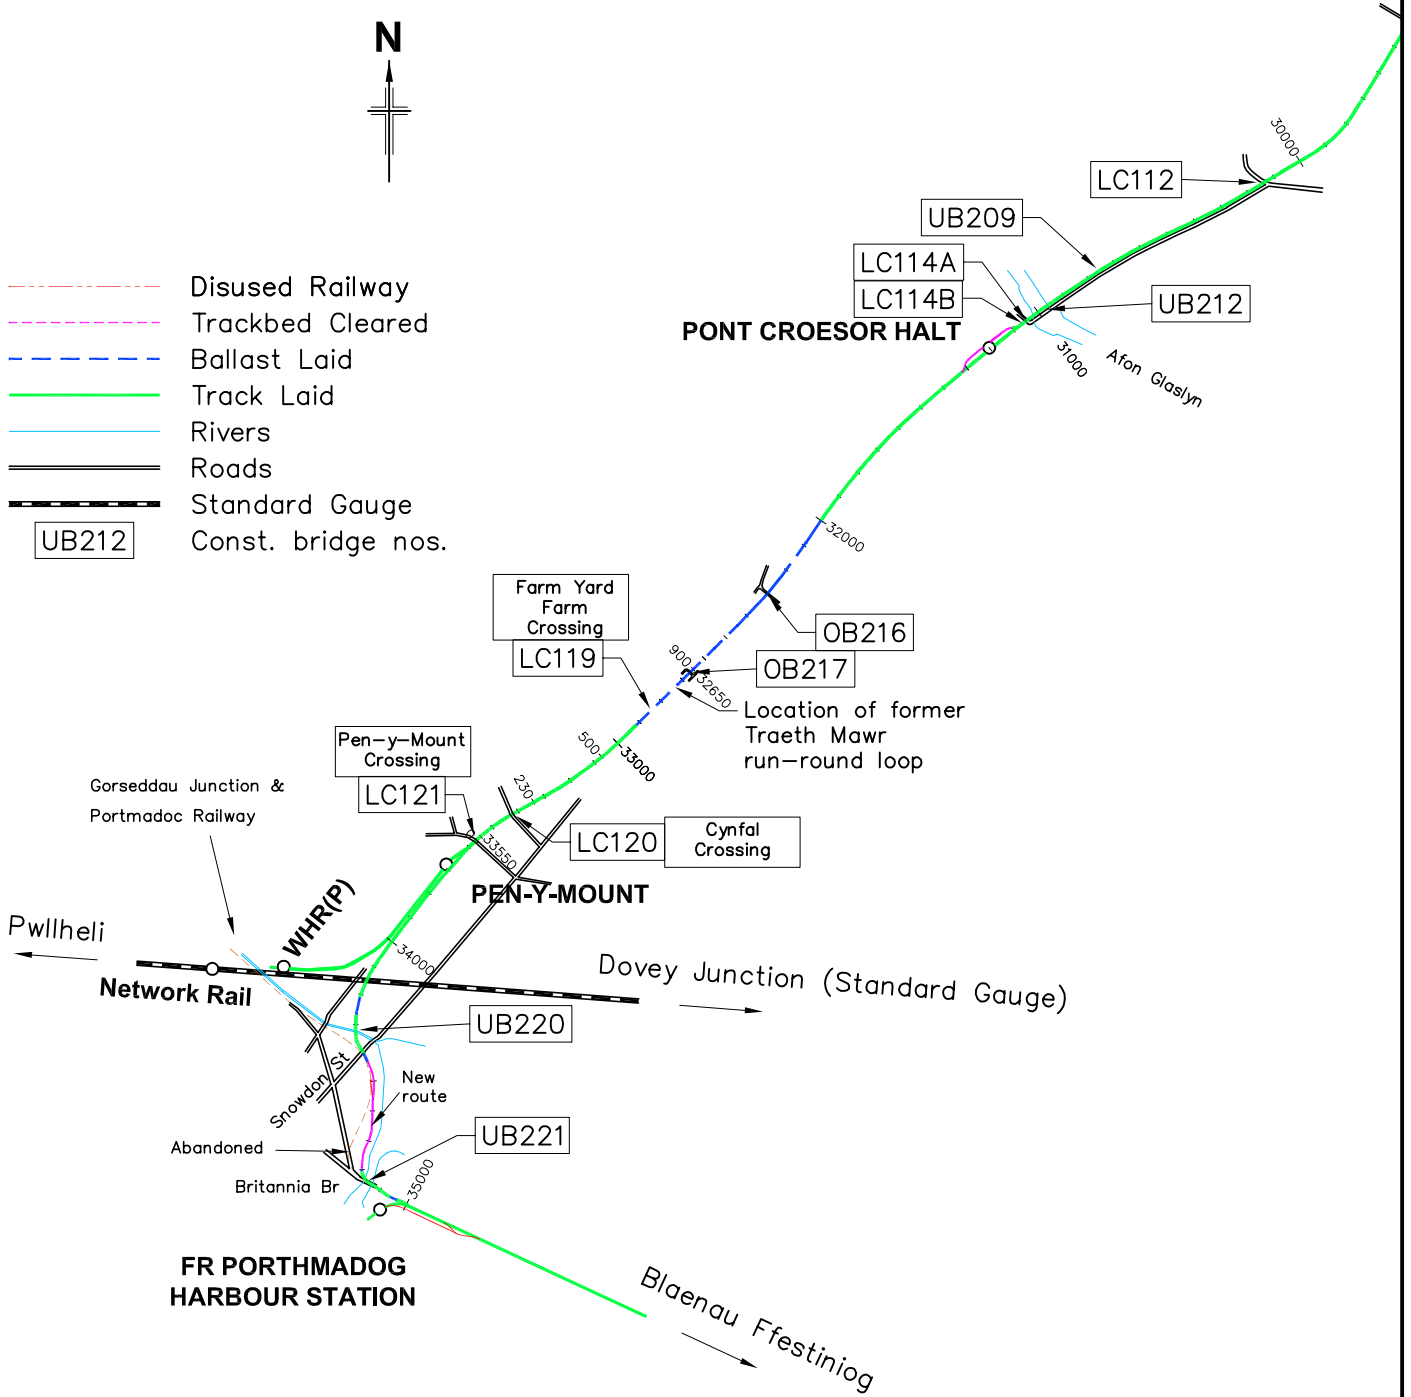 N
30000
LC112
UB209
LC114A
LC114B
UB212
PONT CROESOR HALT
31000
Afon Glaslyn
Disused Railway
Trackbed Cleared
Ballast Laid
Track Laid
Rivers
Roads
Standard Gauge
UB212
Const. bridge nos.
32000
Farm Yard
Farm
Crossing
LC119
OB216
900
OB217
32650
Location of former
Traeth Mawr
run-round loop
Pen-y-Mount
Crossing
LC121
500
33000
230
Gorseddau Junction &
Portmadoc Railway
LC120
Cynfal
Crossing
33550
PEN-Y-MOUNT
WHR(P)
Pwllheli
34000
Dovey Junction (Standard Gauge)
Network Rail
UB220
Snowdon St
New
route
UB221
Abandoned
Britannia Br
35000
FR PORTHMADOG
HARBOUR STATION
Blaenau Ffestiniog